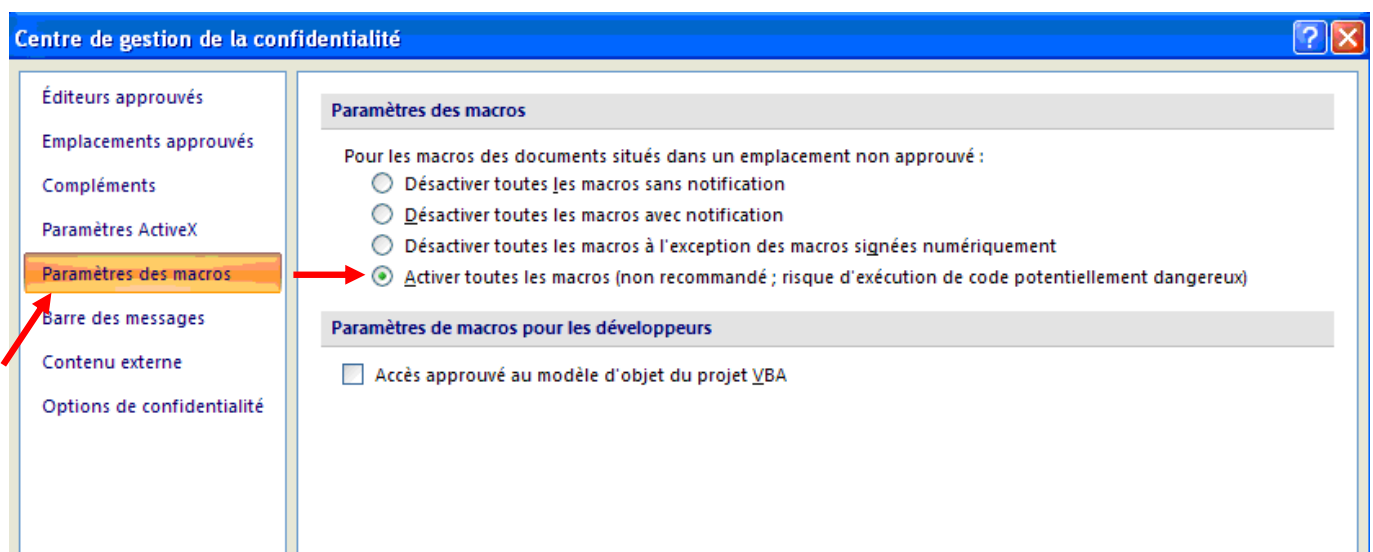 Centre de gestion de la confidentialité
Éditeurs approuvés
Emplacements approuvés
Compléments
Paramètres ActiveX
Paramètres des macros
Barre des messages
Contenu externe
Options de confidentialité
Paramètres des macros
Pour les macros des documents situés dans un emplacement non approuvé :
Désactiver toutes les macros sans notification
Désactiver toutes les macros avec notification
Désactiver toutes les macros à l'exception des macros signées numériquement
Activer toutes les macros (non recommandé ; risque d'exécution de code potentiellement dangereux)
Paramètres de macros pour les développeurs
Accès approuvé au modèle d'objet du projet VBA